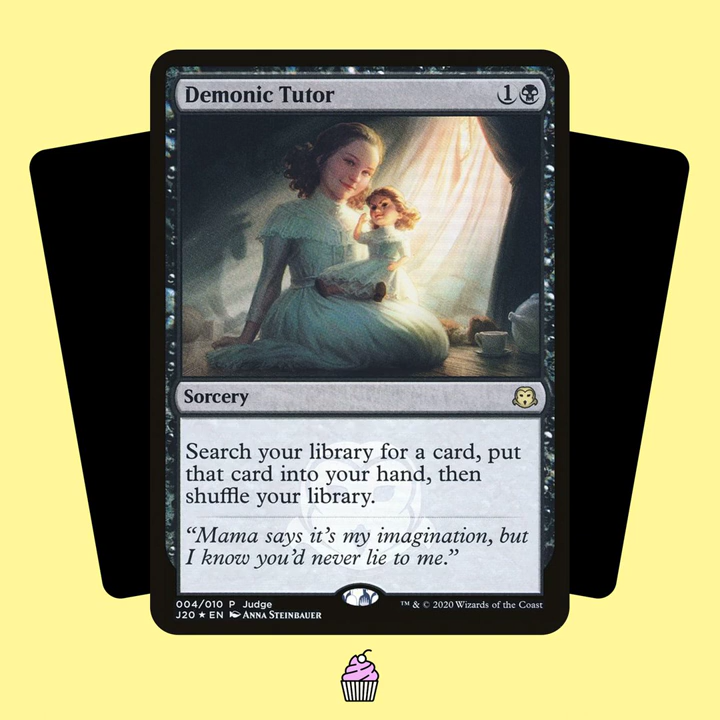 Demonic Tutor 1
Sorcery
Search your library for a card, put
that card into your hand, then
shuffle your library.
“Mama says it’s my imagination, but
I know you’d never lie to me.”
004/010 P Judge
J20 ★ EN Anna Steinbauer
™ & © 2020 Wizards of the Coast